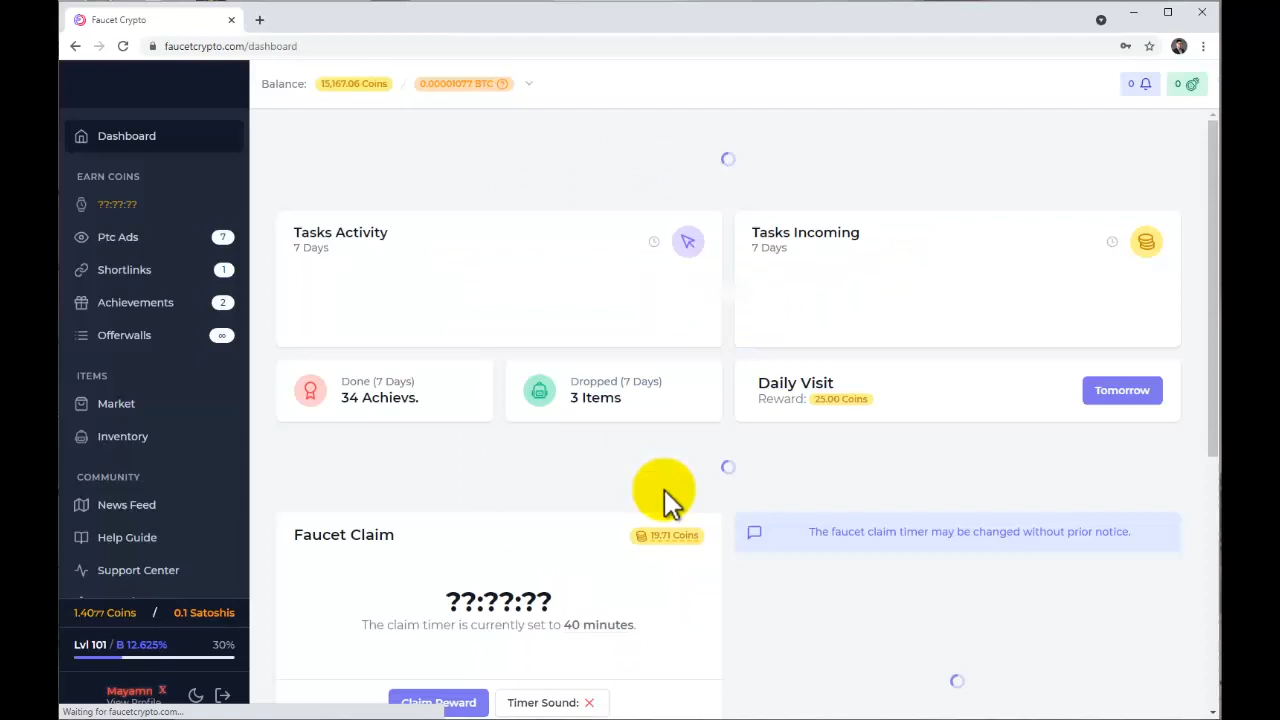 Faucet Crypto
faucetcrypto.com/dashboard
Balance: 15,167.06 Coins / 0.00001077 BTC
0
0
Dashboard
EARN COINS
??:??:??
Ptc Ads 7
Shortlinks 1
Achievements 2
Offerwalls ∞
ITEMS
Market
Inventory
COMMUNITY
News Feed
Help Guide
Support Center
1.4077 Coins / 0.1 Satoshis
Lvl 101 / B 12.625% 30%
Mayamn X
View Profile
Waiting for faucetcrypto.com...
Tasks Activity
7 Days
Tasks Incoming
7 Days
Done (7 Days)
34 Achievs.
Dropped (7 Days)
3 Items
Daily Visit
Reward: 25.00 Coins
Tomorrow
Faucet Claim 19.71 Coins
??:??:??
The claim timer is currently set to 40 minutes.
Claim Reward
Timer Sound: ✕
The faucet claim timer may be changed without prior notice.